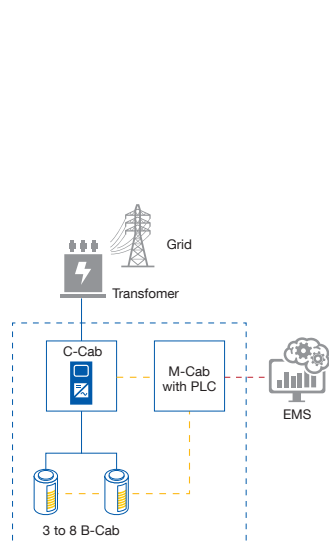 Grid
Transfomer
C-Cab
M-Cab
with PLC
EMS
3 to 8 B-Cab